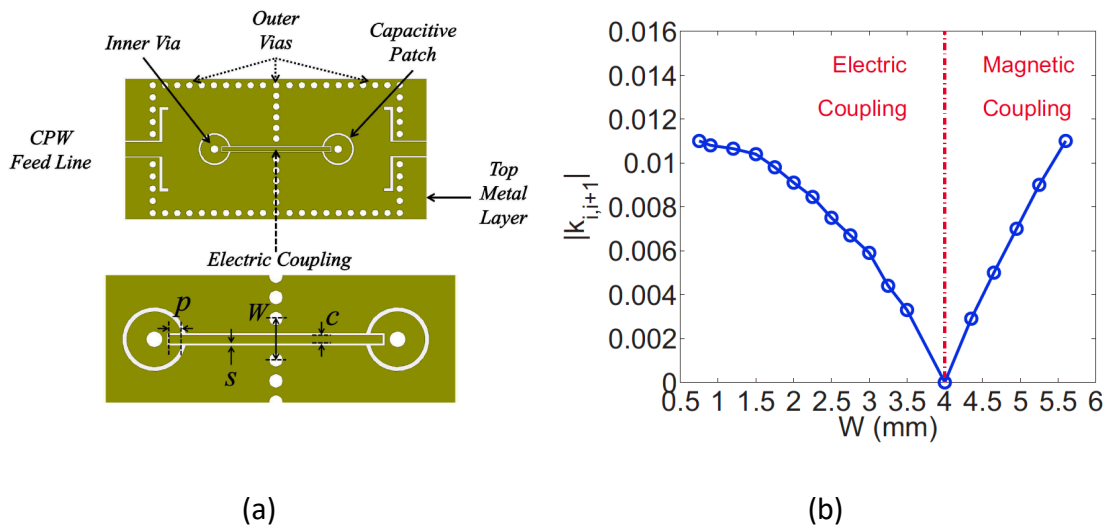 Outer
Vias
Inner Via
Capacitive
Patch
CPW
Feed Line
Top
Metal
Layer
Electric Coupling
p
W
c
s
0.016
0.014
0.012
0.01
0.008
0.006
0.004
0.002
0
|k i,i+1|
Electric
Coupling
Magnetic
Coupling
0.5 1 1.5 2 2.5 3 3.5 4 4.5 5 5.5 6
W (mm)
(a)
(b)